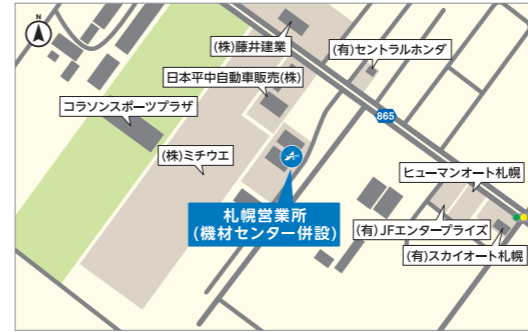 N
(株)藤井建業
(有)セントラルホンダ
日本平中自動車販売(株)
コラソンスポーツプラザ
865
(株)ミチウエ
ヒューマンオート札幌
札幌営業所
(機材センター併設)
(有)JFエンタープライズ
(有)スカイオート札幌